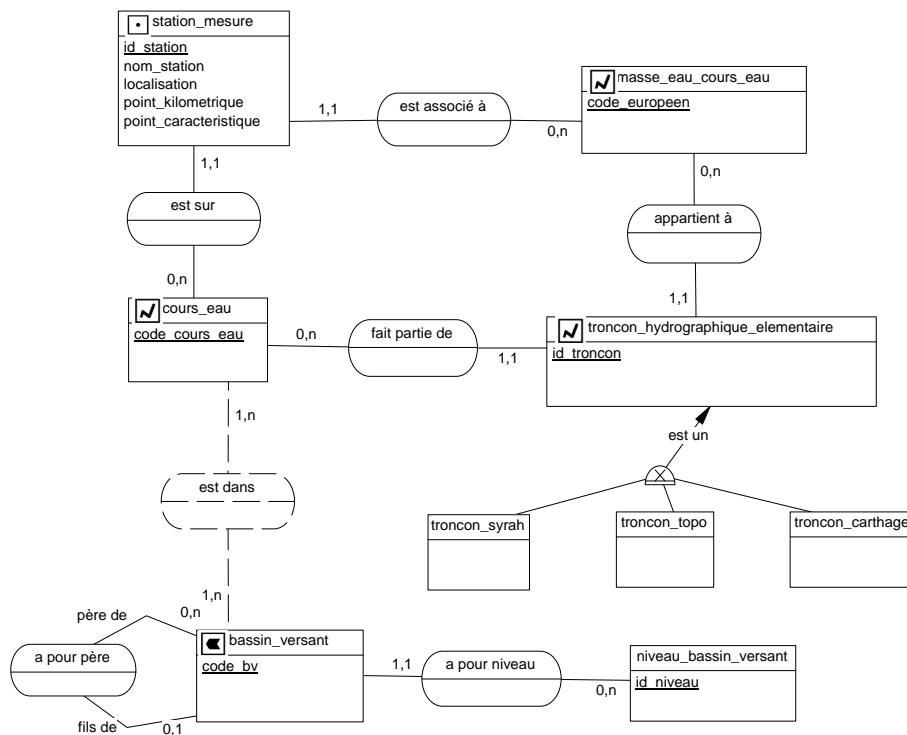 station_mesure
id_station
nom_station
localisation
point_kilometrique
point_caracteristique
1,1
est associé à
0,n
masse_eau_cours_eau
code_europeen
1,1
est sur
0,n
0,n
appartient à
1,1
cours_eau
code_cours_eau
0,n
fait partie de
1,1
troncon_hydrographique_elementaire
id_troncon
1,n
est un
est dans
troncon_syrah
troncon_topo
troncon_carthage
1,n
père de
0,n
a pour père
fils de
0,1
bassin_versant
code_bv
1,1
a pour niveau
0,n
niveau_bassin_versant
id_niveau